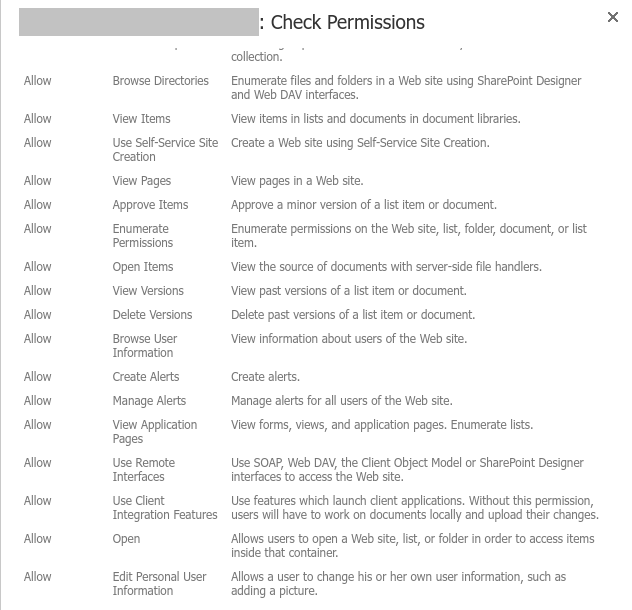 : Check Permissions
collection.
Allow Browse Directories Enumerate files and folders in a Web site using SharePoint Designer
and Web DAV interfaces.
Allow View Items View items in lists and documents in document libraries.
Allow Use Self-Service Site Create a Web site using Self-Service Site Creation.
Creation
Allow View Pages View pages in a Web site.
Allow Approve Items Approve a minor version of a list item or document.
Allow Enumerate Enumerate permissions on the Web site, list, folder, document, or list
Permissions item.
Allow Open Items View the source of documents with server-side file handlers.
Allow View Versions View past versions of a list item or document.
Allow Delete Versions Delete past versions of a list item or document.
Allow Browse User View information about users of the Web site.
Information
Allow Create Alerts Create alerts.
Allow Manage Alerts Manage alerts for all users of the Web site.
Allow View Application View forms, views, and application pages. Enumerate lists.
Pages
Allow Use Remote Use SOAP, Web DAV, the Client Object Model or SharePoint Designer
Interfaces interfaces to access the Web site.
Allow Use Client Use features which launch client applications. Without this permission,
Integration Features users will have to work on documents locally and upload their changes.
Allow Open Allows users to open a Web site, list, or folder in order to access items
inside that container.
Allow Edit Personal User Allows a user to change his or her own user information, such as
Information adding a picture.